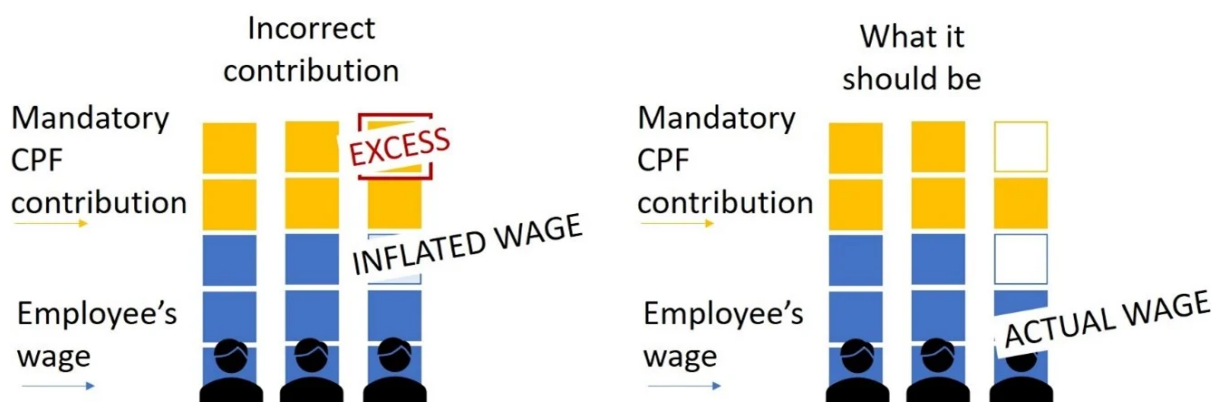 Incorrect
contribution
Mandatory
CPF
contribution
EXCESS
INFLATED WAGE
Employee's
wage
What it
should be
Mandatory
CPF
contribution
Employee's
wage
ACTUAL WAGE